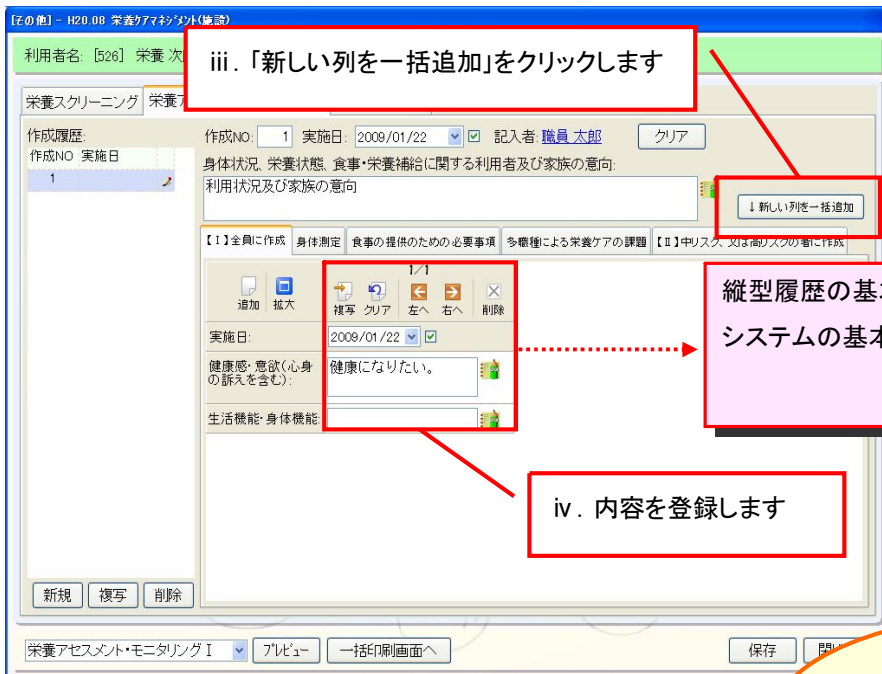 [その他] - H20.08 栄養ケアマネジメント(施設)
利用者名: [526] 栄養 次
iii. 「新しい列を一括追加」をクリックします
栄養スクリーニング 栄養ア
作成履歴:
作成NO 実施日
1
作成NO: 1 実施日: 2009/01/22 記入者: 職員 太郎 クリア
身体状況、栄養状態、食事・栄養補給に関する利用者及び家族の意向:
利用状況及び家族の意向
↓新しい列を一括追加
【Ⅰ】全員に作成 身体測定 食事の提供のための必要事項 多職種による栄養ケアの課題 【Ⅱ】中リスク、又は高リスクの者に作成
1/1
追加 拡大 複写 クリア 左へ 右へ 削除
実施日: 2009/01/22
健康感・意欲(心身の訴えを含む): 健康になりたい。
生活機能・身体機能:
縦型履歴の基
システムの基本
iv. 内容を登録します
新規 複写 削除
栄養アセスメント・モニタリングⅠ プレビュー 一括印刷画面へ 保存